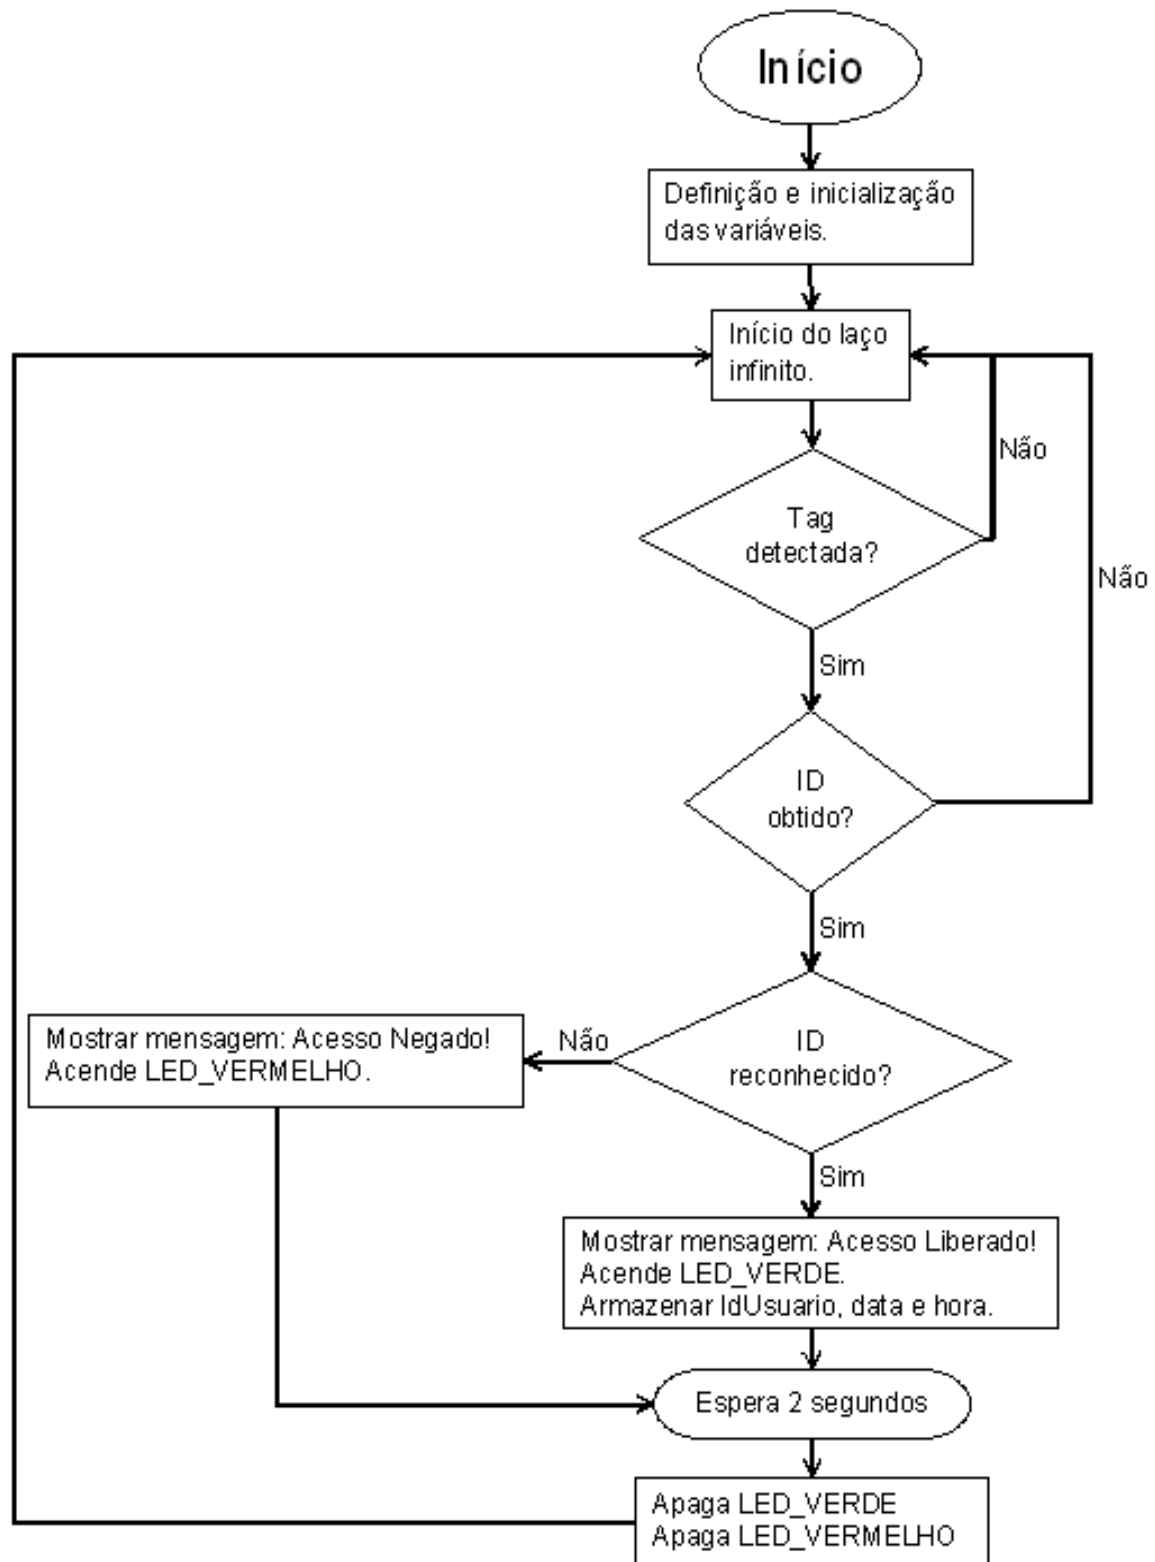 Início
Definição e inicialização
das variáveis.
Início do laço
infinito.
Não
Tag
detectada?
Não
Sim
ID
obtido?
Sim
Mostrar mensagem: Acesso Negado!
Acende LED_VERMELHO.
Não
ID
reconhecido?
Sim
Mostrar mensagem: Acesso Liberado!
Acende LED_VERDE.
Armazenar IdUsuario, data e hora.
Espera 2 segundos
Apaga LED_VERDE
Apaga LED_VERMELHO